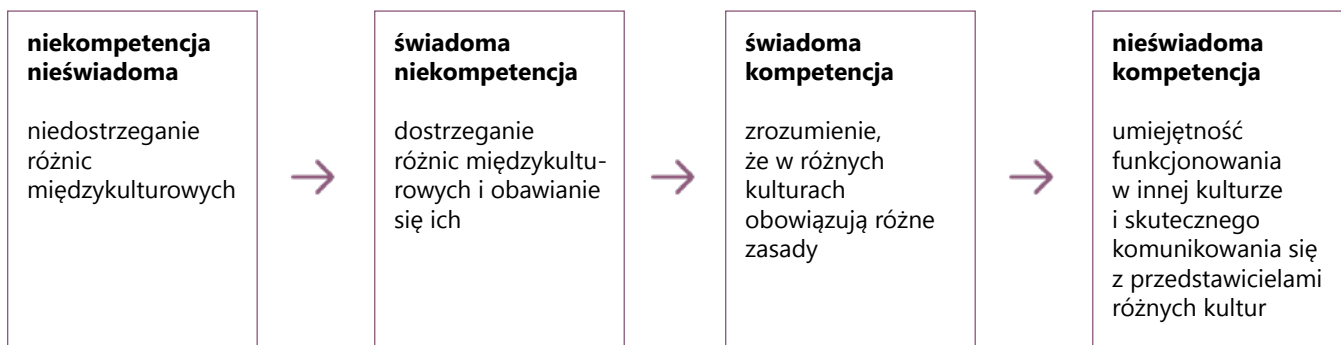 niekompetencja
nieświadoma
niedostrzeganie
różnic
międzykulturowych
świadoma
niekompetencja
dostrzeganie
różnic międzykultu-
rowych i obawianie
się ich
świadoma
kompetencja
zrozumienie,
że w różnych
kulturach
obowiązują różne
zasady
nieświadoma
kompetencja
umiejętność
funkcjonowania
w innej kulturze
i skutecznego
komunikowania się
z przedstawicielami
różnych kultur